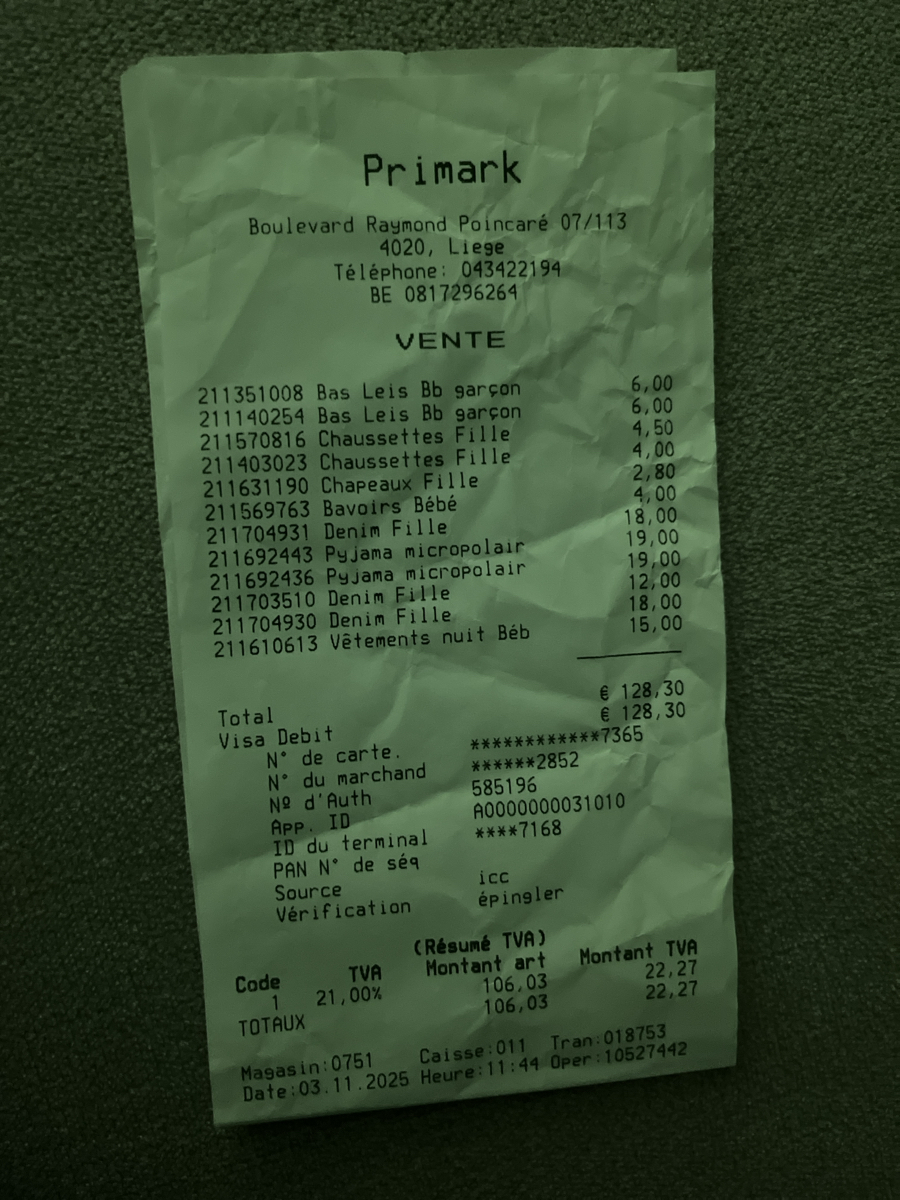 Primark
Boulevard Raymond Poincaré 07/113
4020, Liege
Téléphone: 043422194
BE 0817296264
VENTE
211351008 Bas Leis Bb garçon 6,00
211140254 Bas Leis Bb garçon 6,00
211570816 Chaussettes Fille 4,50
211403023 Chaussettes Fille 4,00
211631190 Chapeaux Fille 2,80
211569763 Bavoirs Bébé 4,00
211704931 Denim Fille 18,00
211692443 Pyjama micropolair 19,00
211692436 Pyjama micropolair 19,00
211703510 Denim Fille 12,00
211704930 Denim Fille 18,00
211610613 Vêtements nuit Béb 15,00
Total € 128,30
Visa Debit € 128,30
N° de carte. ************7365
N° du marchand ******2852
Nº d'Auth 585196
App. ID A0000000031010
ID du terminal ****7168
PAN N° de séq
Source icc
Vérification épingler
(Résumé TVA)
Code TVA Montant art Montant TVA
1 21,00% 106,03 22,27
TOTAUX 106,03 22,27
Magasin:0751 Caisse:011 Tran:018753
Date:03.11.2025 Heure:11:44 Oper:10527442